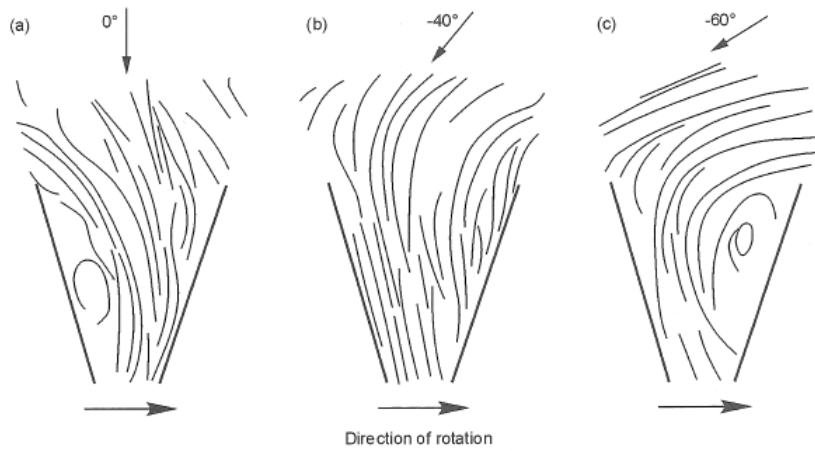 (a) 0°
(b) -40°
(c) -60°
Direction of rotation